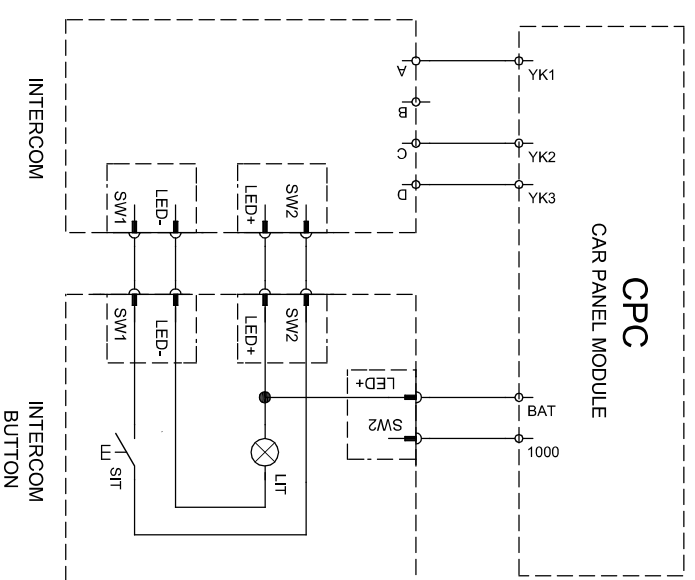 A
YK1
B
C
YK2
D
YK3
INTERCOM
SW1
LED-
LED+
SW2
CPC
CAR PANEL MODULE
SW1
LED-
LED+
SW2
LED+
BAT
SW2
1000
INTERCOM
BUTTON
SIT
LIT